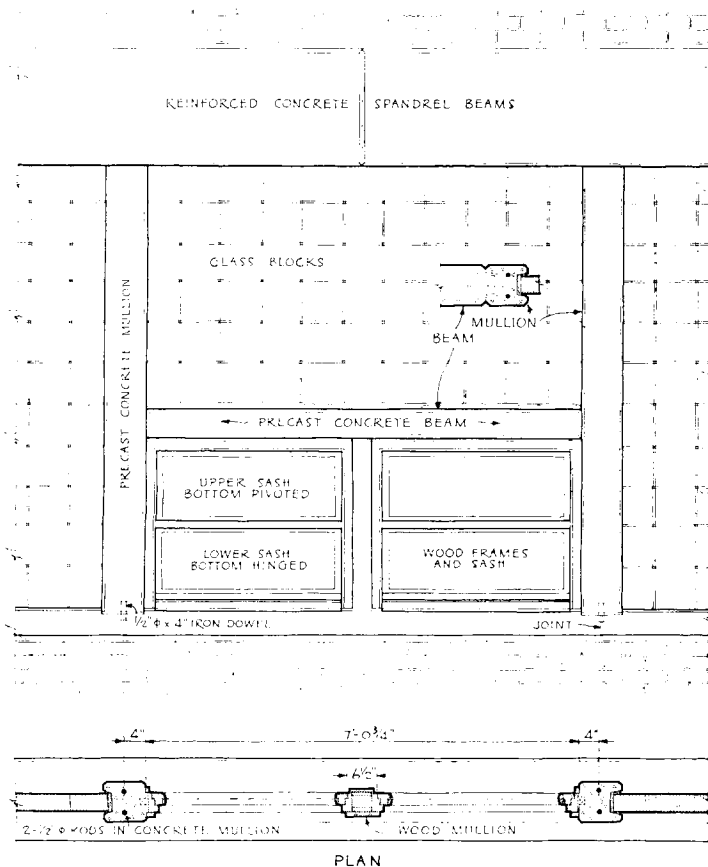 REINFORCED CONCRETE SPANDREL BEAMS
GLASS BLOCKS
PRECAST CONCRETE MULLION
MULLION
BEAM
PRECAST CONCRETE BEAM
UPPER SASH
BOTTOM PIVOTED
LOWER SASH
BOTTOM HINGED
WOOD FRAMES
AND SASH
1/2" Φ x 4" IRON DOWEL
JOINT
4" 7'-0 3/4" 4"
6 1/2"
2-1/2 Φ RODS IN CONCRETE MULLION
WOOD MULLION
PLAN